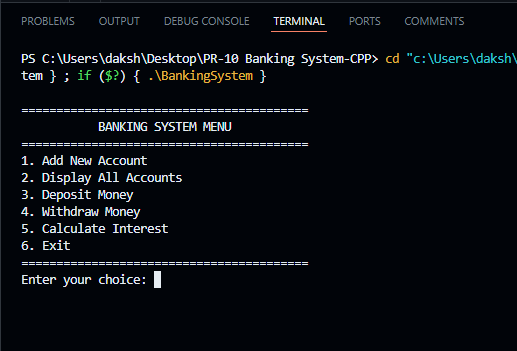 PROBLEMS OUTPUT DEBUG CONSOLE TERMINAL PORTS COMMENTS
PS C:\Users\daksh\Desktop\PR-10 Banking System-CPP> cd "c:\Users\daksh\
tem } ; if ($?) { .\BankingSystem }
========================================
BANKING SYSTEM MENU
========================================
1. Add New Account
2. Display All Accounts
3. Deposit Money
4. Withdraw Money
5. Calculate Interest
6. Exit
========================================
Enter your choice: